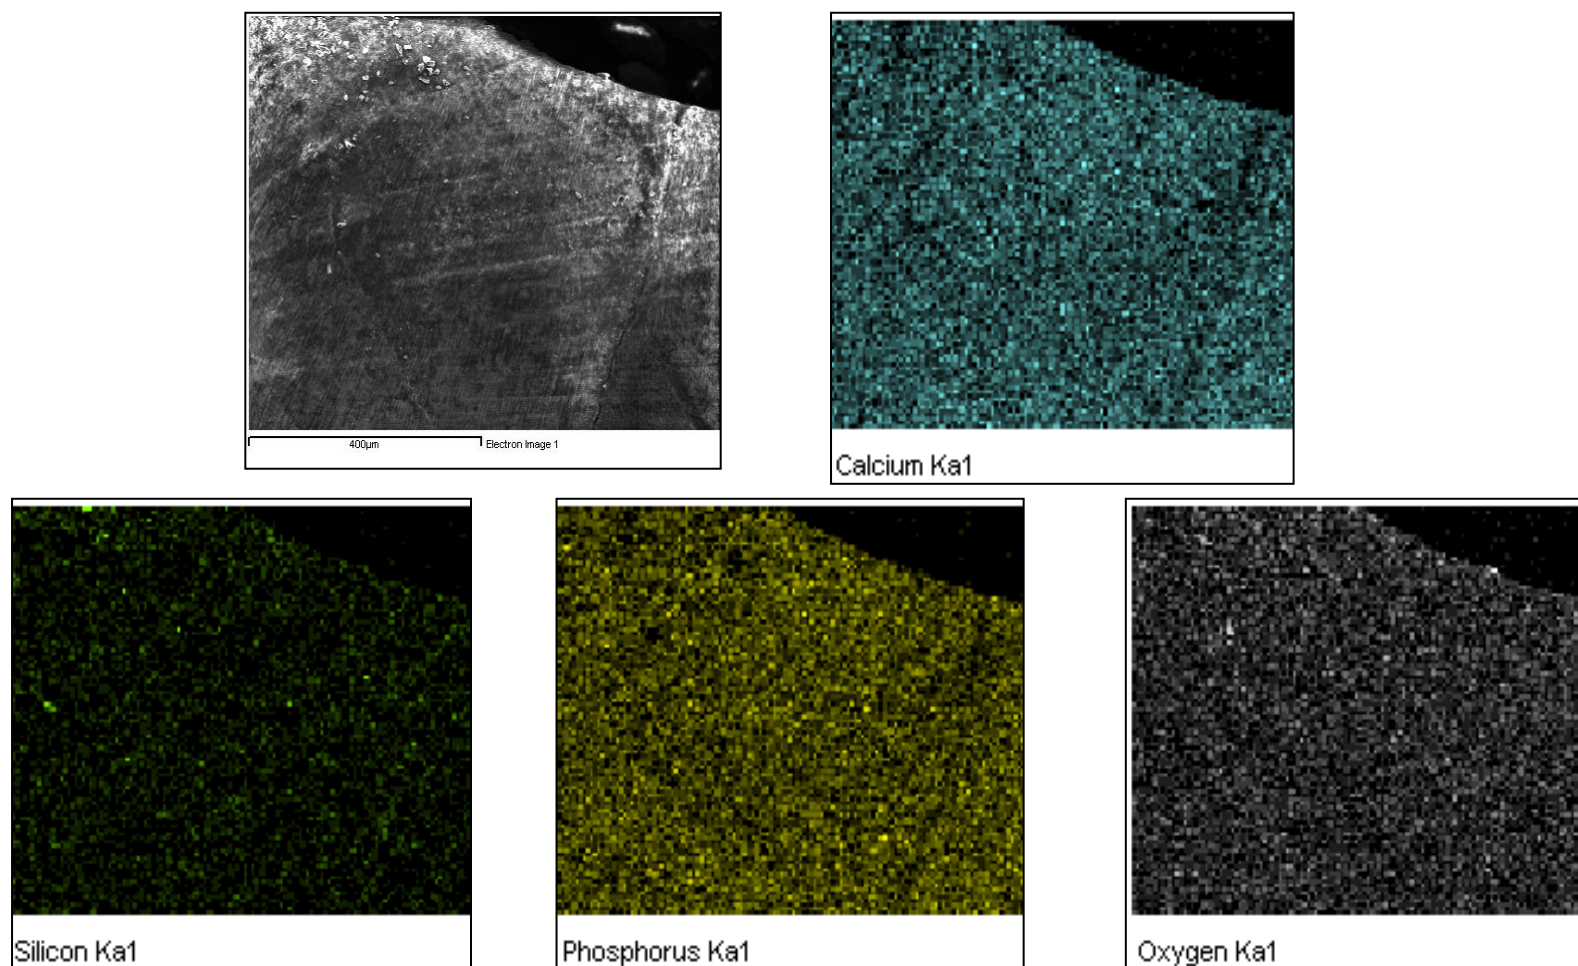 400µm
Electron Image 1
Calcium Ka1
Silicon Ka1
Phosphorus Ka1
Oxygen Ka1